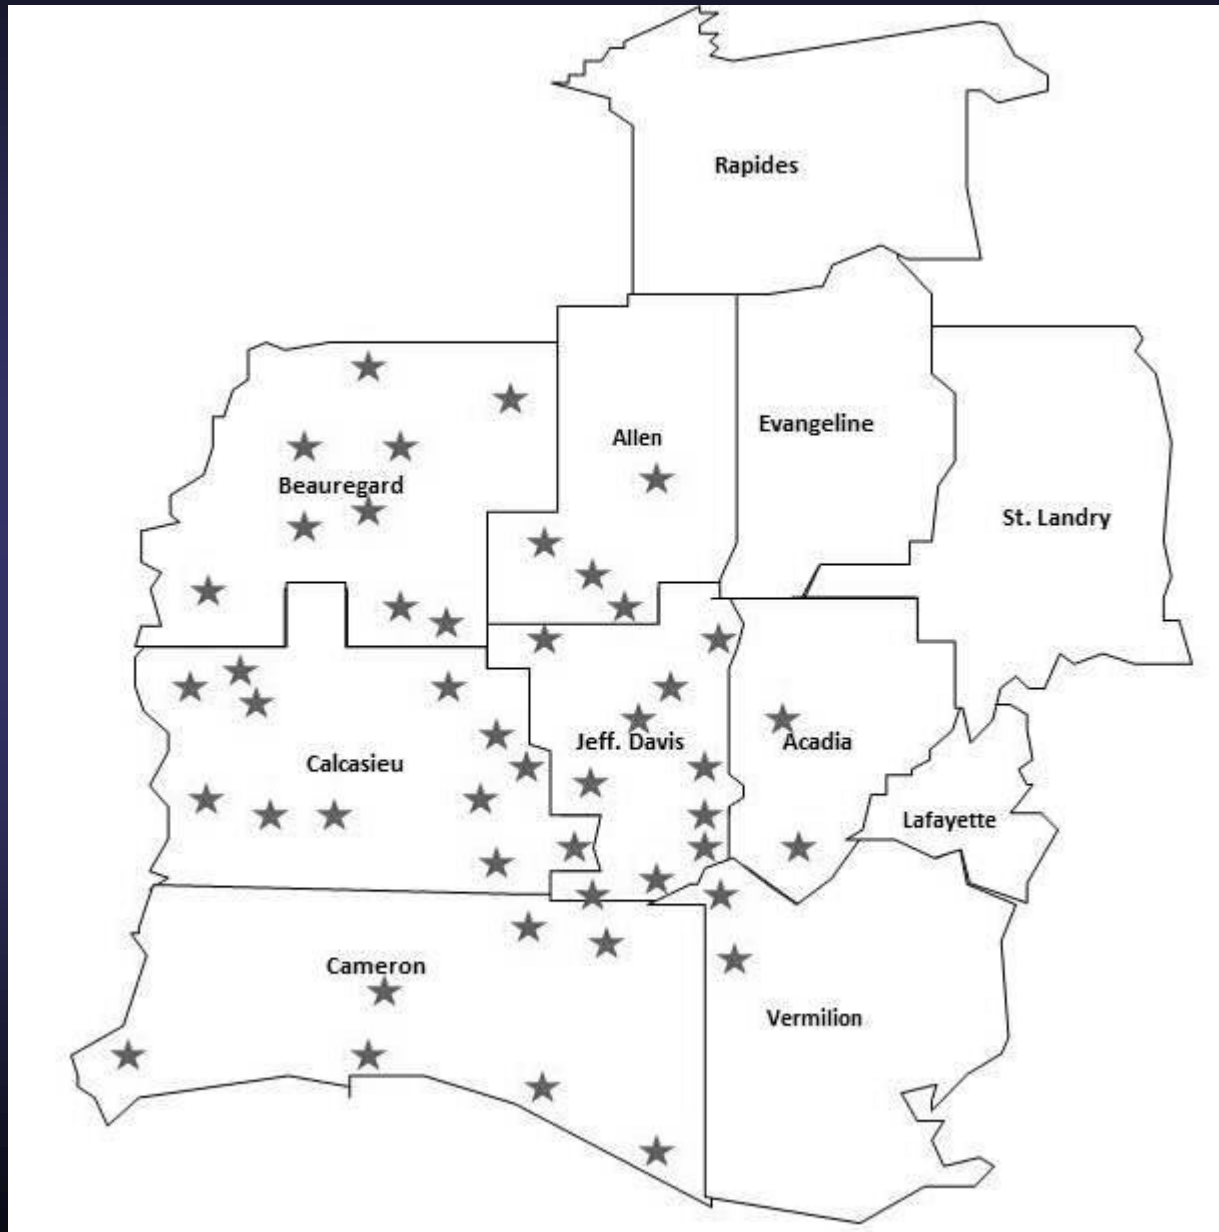 Rapides
Evangeline
Allen
Beauregard
St. Landry
Jeff. Davis
Acadia
Calcasieu
Lafayette
Cameron
Vermilion